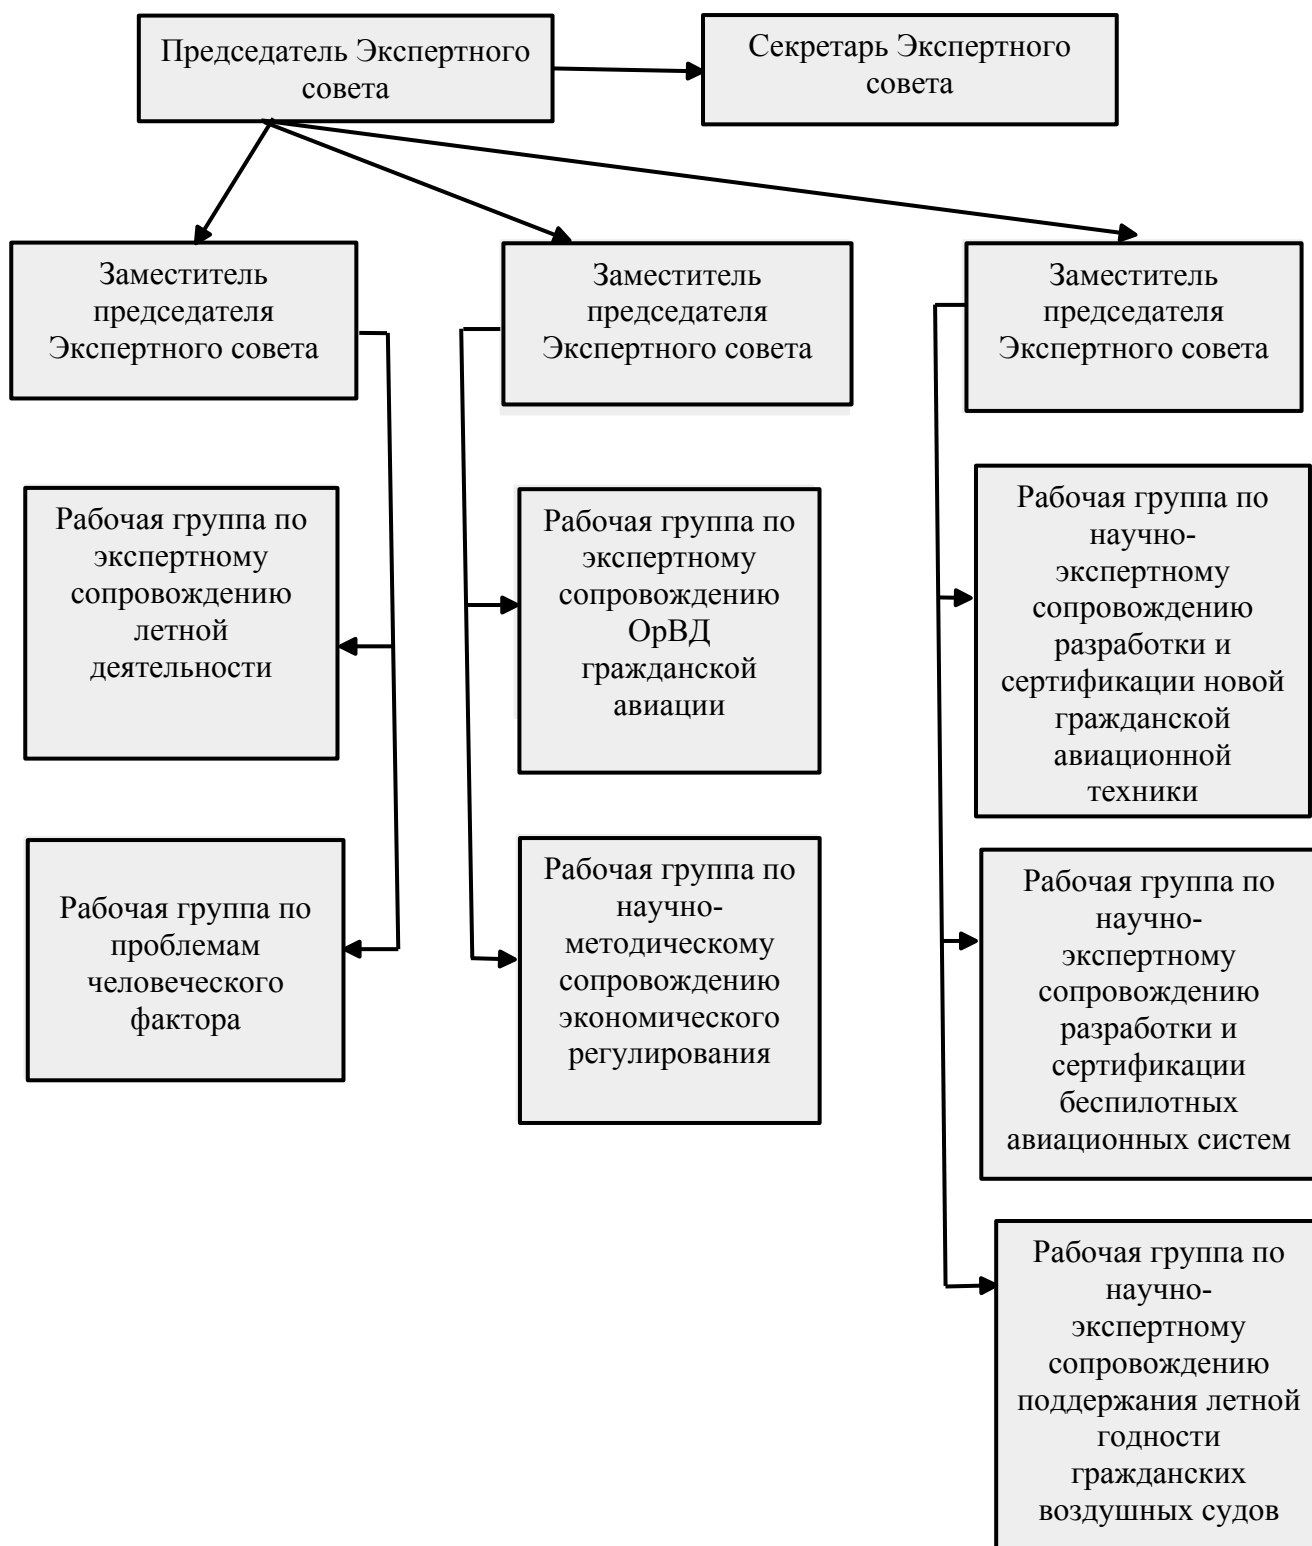 Председатель Экспертного
совета
Секретарь Экспертного
совета
Заместитель
председателя
Экспертного совета
Заместитель
председателя
Экспертного совета
Заместитель
председателя
Экспертного совета
Рабочая группа по
экспертному
сопровождению
летной
деятельности
Рабочая группа по
экспертному
сопровождению
ОрВД
гражданской
авиации
Рабочая группа по
научно-
экспертному
сопровождению
разработки и
сертификации новой
гражданской
авиационной
техники
Рабочая группа по
проблемам
человеческого
фактора
Рабочая группа по
научно-
методическому
сопровождению
экономического
регулирования
Рабочая группа по
научно-
экспертному
сопровождению
разработки и
сертификации
беспилотных
авиационных систем
Рабочая группа по
научно-
экспертному
сопровождению
поддержания летной
годности
гражданских
воздушных судов